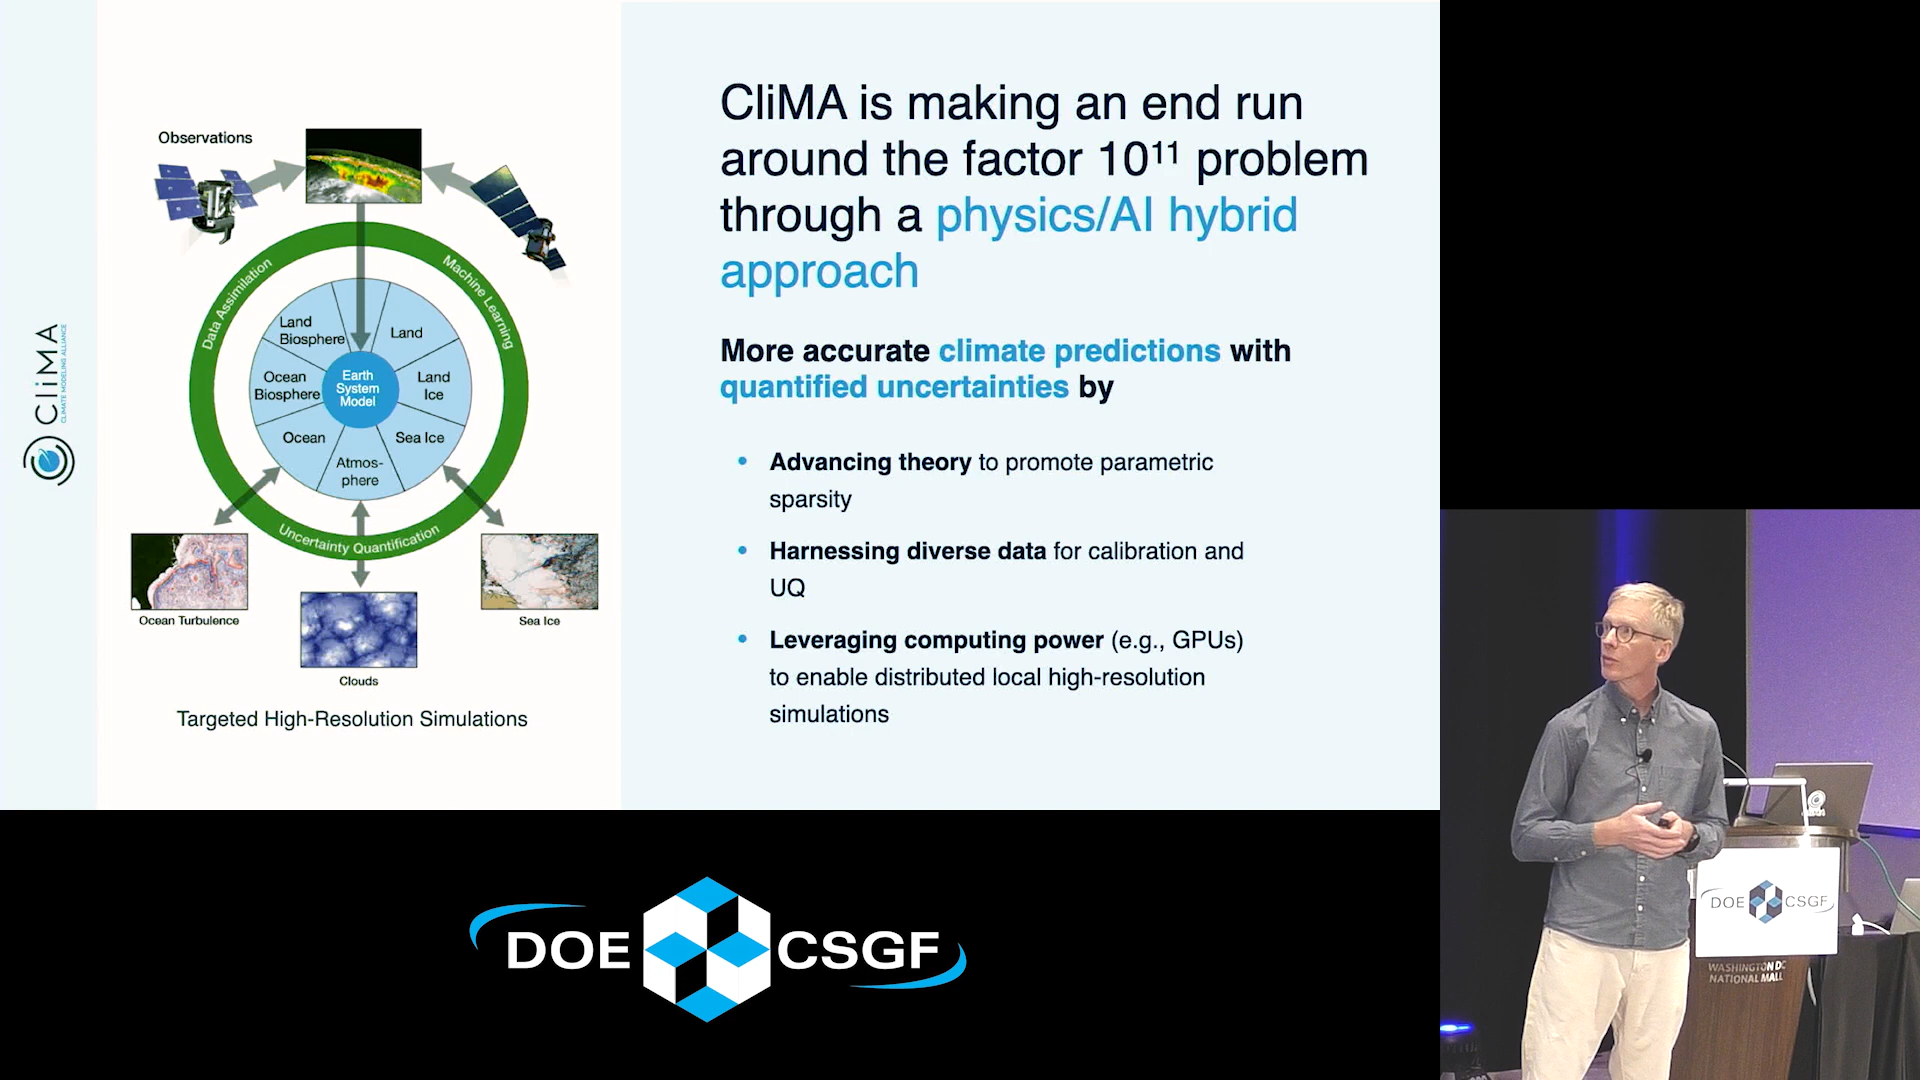 CliMA
CLIMATE MODELING ALLIANCE
Observations
Data Assimilation
Machine Learning
Uncertainty Quantification
Land
Biosphere
Land
Ocean
Biosphere
Earth
System
Model
Land
Ice
Ocean
Sea Ice
Atmos-
phere
Ocean Turbulence
Clouds
Sea Ice
Targeted High-Resolution Simulations
CliMA is making an end run
around the factor 10¹¹ problem
through a physics/AI hybrid
approach
More accurate climate predictions with
quantified uncertainties by
• Advancing theory to promote parametric
sparsity
• Harnessing diverse data for calibration and
UQ
• Leveraging computing power (e.g., GPUs)
to enable distributed local high-resolution
simulations
DOE CSGF
DOE CSGF
WASHINGTON DC
NATIONAL MALL